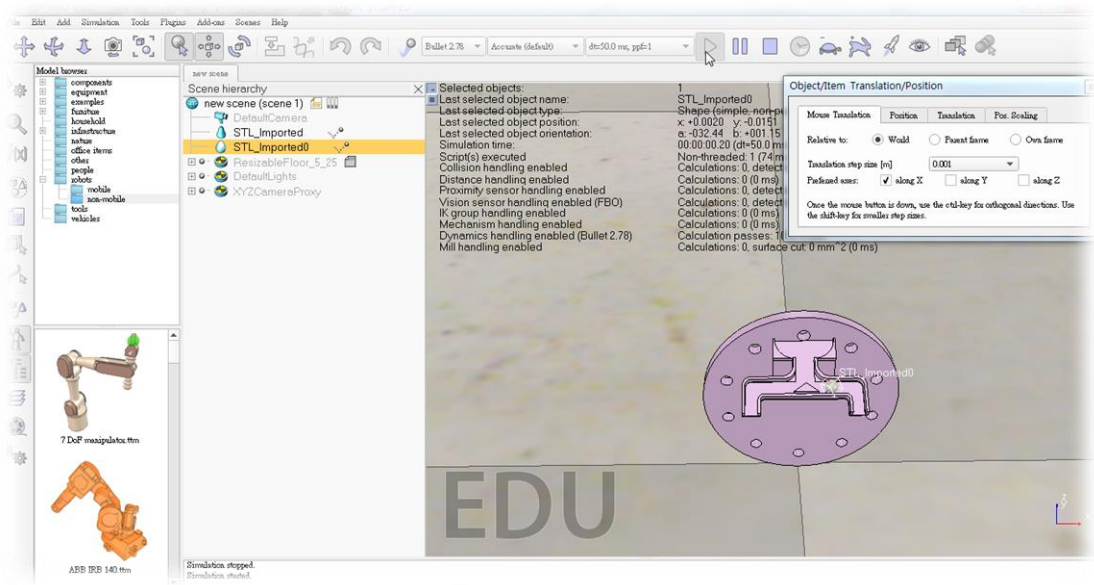 Edit Add Simulation Tools Plugins Add-ons Scenes Help
Bullet 2.78 Accurate (default) dt=50.0 ms, ppf=1
Model browser
components
equipment
examples
furniture
household
infrastructure
nature
office items
other
people
robots
mobile
non-mobile
tools
vehicles
7 DoF manipulator.ttm
ABB IRB 140.ttm
new scene
Scene hierarchy
new scene (scene 1)
DefaultCamera
STL_Imported
STL_Imported0
ResizableFloor_5_25
DefaultLights
XYZCameraProxy
Selected objects: 1
Last selected object name: STL_Imported0
Last selected object type: Shape (simple, non-pu
Last selected object position: x: +0.0020 y: -0.0151
Last selected object orientation: a: -032.44 b: +001.15
Simulation time: 00:00:00.20 (dt=50.0 ms
Script(s) executed Non-threaded: 1 (74 m
Collision handling enabled Calculations: 0, detect
Distance handling enabled Calculations: 0 (0 ms)
Proximity sensor handling enabled Calculations: 0, detect
Vision sensor handling enabled (FBO) Calculations: 0, detect
IK group handling enabled Calculations: 0 (0 ms)
Mechanism handling enabled Calculations: 0 (0 ms)
Dynamics handling enabled (Bullet 2.78) Calculation passes: 10
Mill handling enabled Calculations: 0, surface cut: 0 mm^2 (0 ms)
Object/Item Translation/Position
Mouse Translation Position Translation Pos. Scaling
Relative to: World Parent frame Own frame
Translation step size [m] 0.001
Preferred axes: along X along Y along Z
Once the mouse button is down, use the ctrl-key for orthogonal directions. Use
the shift-key for smaller step sizes.
STL_Imported0
EDU
Simulation stopped.
Simulation started.